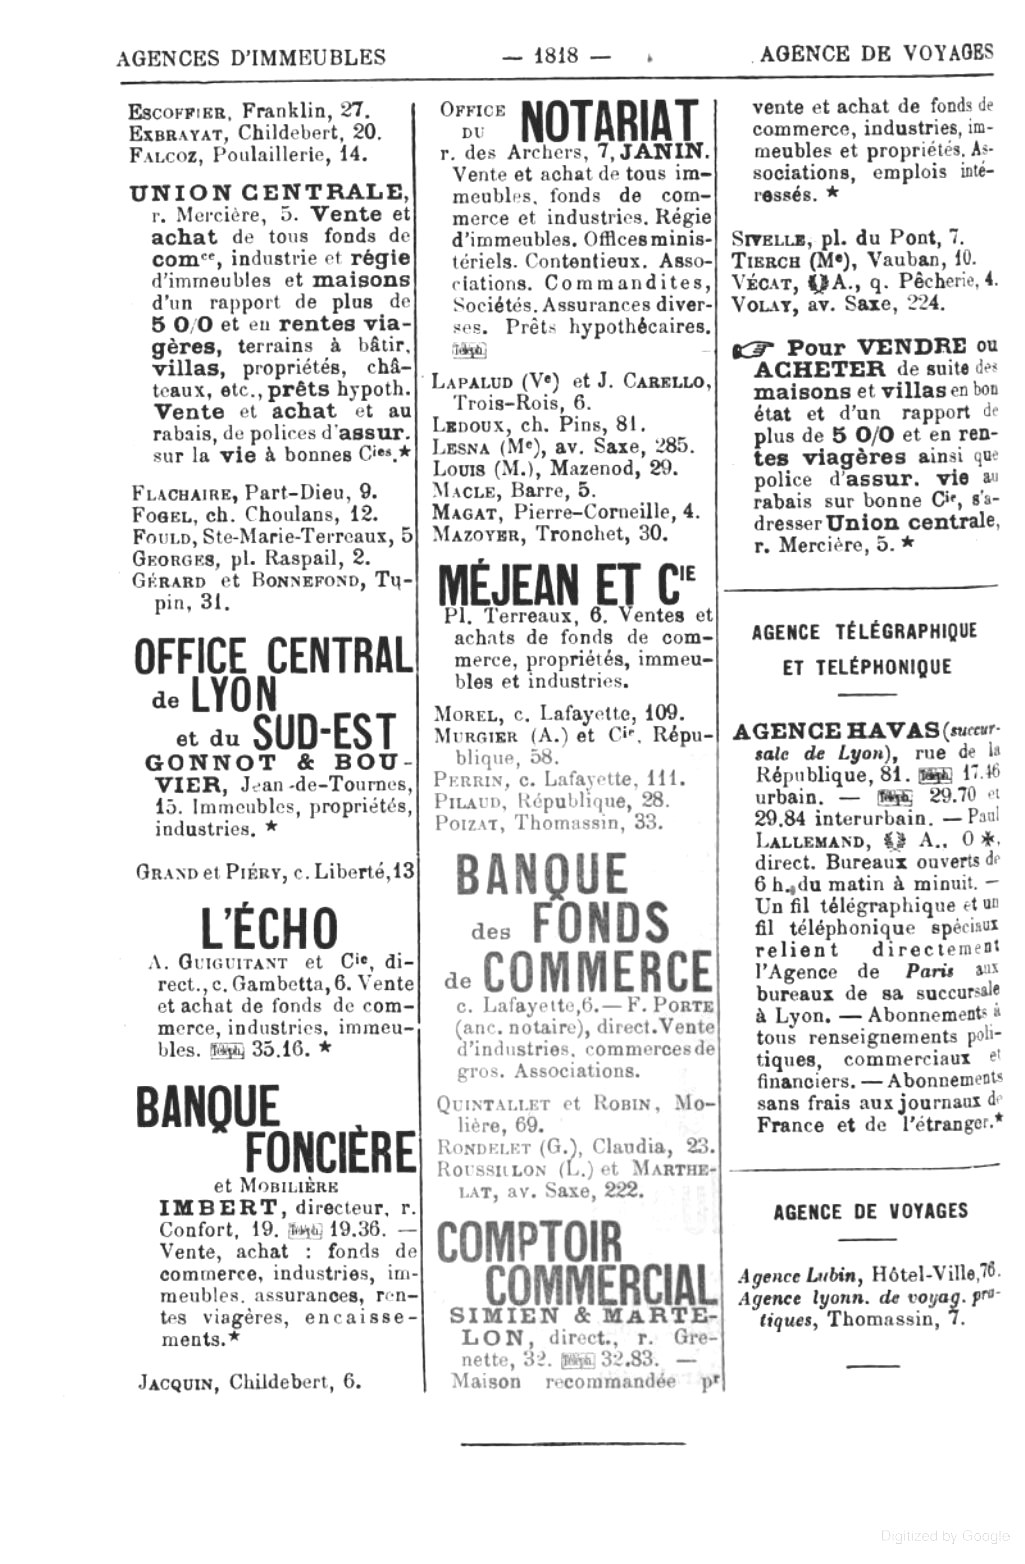 AGENCES D'IMMEUBLES — 1818 — AGENCE DE VOYAGES
ESCOFFIER, Franklin, 27.
EXBRAYAT, Childebert, 20.
FALCOZ, Poulaillerie, 14.
UNION CENTRALE,
r. Mercière, 5. Vente et
achat de tous fonds de
comce, industrie et régie
d'immeubles et maisons
d'un rapport de plus de
5 0/0 et en rentes via-
gères, terrains à bâtir,
villas, propriétés, châ-
teaux, etc., prêts hypoth.
Vente et achat et au
rabais, de polices d'assur.
sur la vie à bonnes Cies.★
FLACHAIRE, Part-Dieu, 9.
FOGEL, ch. Choulans, 12.
FOULD, Ste-Marie-Terreaux, 5
GEORGES, pl. Raspail, 2.
GÉRARD et BONNEFOND, Tu-
pin, 31.
OFFICE CENTRAL
de LYON
et du SUD-EST
GONNOT & BOU-
VIER, Jean-de-Tournes,
15. Immeubles, propriétés,
industries. ★
GRAND et PIÉRY, c. Liberté, 13
L'ÉCHO
A. GUIGUITANT et Cie, di-
rect., c. Gambetta, 6. Vente
et achat de fonds de com-
merce, industries, immeu-
bles. Téléph. 35.16. ★
BANQUE
FONCIÈRE
et MOBILIÈRE
IMBERT, directeur, r.
Confort, 19. Téléph. 19.36. —
Vente, achat : fonds de
commerce, industries, im-
meubles, assurances, ren-
tes viagères, encaisse-
ments.★
JACQUIN, Childebert, 6.
OFFICE DU NOTARIAT
r. des Archers, 7, JANIN.
Vente et achat de tous im-
meubles, fonds de com-
merce et industries. Régie
d'immeubles. Offices minis-
tériels. Contentieux. Asso-
ciations. Commandites,
Sociétés. Assurances diver-
ses. Prêts hypothécaires.
Téléph.
LAPALUD (Ve) et J. CARELLO,
Trois-Rois, 6.
LEDOUX, ch. Pins, 81.
LESNA (Me), av. Saxe, 285.
LOUIS (M.), Mazenod, 29.
MACLE, Barre, 5.
MAGAT, Pierre-Corneille, 4.
MAZOYER, Tronchet, 30.
MÉJEAN ET CIE
Pl. Terreaux, 6. Ventes et
achats de fonds de com-
merce, propriétés, immeu-
bles et industries.
MOREL, c. Lafayette, 109.
MURGIER (A.) et Cie, Répu-
blique, 58.
PERRIN, c. Lafayette, 111.
PILAUD, République, 28.
POIZAT, Thomassin, 33.
BANQUE
des FONDS
de COMMERCE
c. Lafayette, 6. — F. PORTE
(anc. notaire), direct. Vente
d'industries, commerces de
gros. Associations.
QUINTALLET et ROBIN, Mo-
lière, 69.
RONDELET (G.), Claudia, 23.
ROUSSILLON (L.) et MARTHE-
LAT, av. Saxe, 222.
COMPTOIR
COMMERCIAL
SIMIEN & MARTE-
LON, direct., r. Gre-
nette, 32. Téléph. 32.83. —
Maison recommandée pr
vente et achat de fonds de
commerce, industries, im-
meubles et propriétés. As-
sociations, emplois inté-
ressés. ★
SIVELLE, pl. du Pont, 7.
TIERCH (Me), Vauban, 10.
VÉCAT, A., q. Pêcherie, 4.
VOLAY, av. Saxe, 224.
☞ Pour VENDRE ou
ACHETER de suite des
maisons et villas en bon
état et d'un rapport de
plus de 5 0/0 et en ren-
tes viagères ainsi que
police d'assur. vie au
rabais sur bonne Cie, s'a-
dresser Union centrale,
r. Mercière, 5. ★
AGENCE TÉLÉGRAPHIQUE
ET TELÉPHONIQUE
AGENCE HAVAS (succur-
sale de Lyon), rue de la
République, 81. Téléph. 17.46
urbain. — Téléph. 29.70 et
29.84 interurbain. — Paul
LALLEMAND, A., O ✻,
direct. Bureaux ouverts de
6 h. du matin à minuit. —
Un fil télégraphique et un
fil téléphonique spéciaux
relient directement
l'Agence de Paris aux
bureaux de sa succursale
à Lyon. — Abonnements à
tous renseignements poli-
tiques, commerciaux et
financiers. — Abonnements
sans frais aux journaux de
France et de l'étranger.★
AGENCE DE VOYAGES
Agence Lubin, Hôtel-Ville, 76.
Agence lyonn. de voyag. pra-
tiques, Thomassin, 7.
Digitized by Google